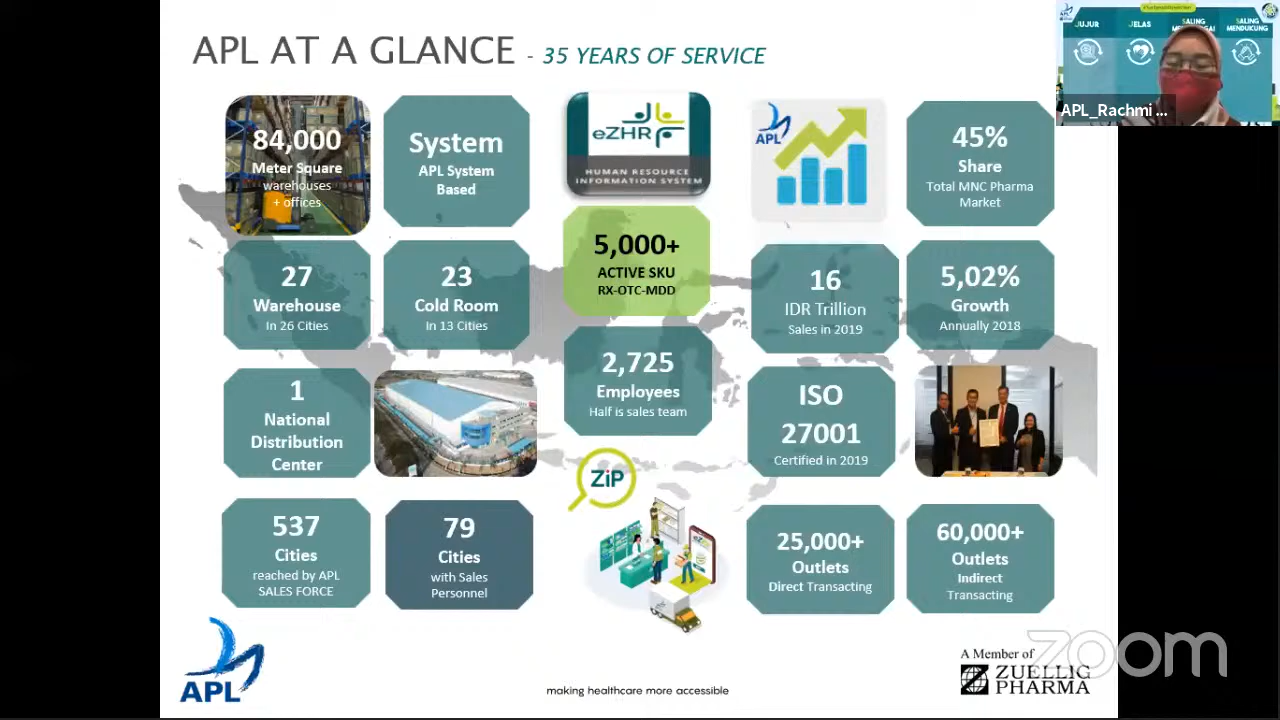 APL AT A GLANCE - 35 YEARS OF SERVICE
84,000
Meter Square
warehouses
+ offices
System
APL System
Based
eZHR
HUMAN RESOURCE
INFORMATION SYSTEM
APL
45%
Share
Total MNC Pharma
Market
27
Warehouse
In 26 Cities
23
Cold Room
In 13 Cities
5,000+
ACTIVE SKU
RX-OTC-MDD
16
IDR Trillion
Sales in 2019
5,02%
Growth
Annually 2018
1
National
Distribution
Center
2,725
Employees
Half is sales team
ISO
27001
Certified in 2019
537
Cities
reached by APL
SALES FORCE
79
Cities
with Sales
Personnel
ZiP
25,000+
Outlets
Direct Transacting
60,000+
Outlets
Indirect
Transacting
APL
making healthcare more accessible
A Member of
ZUELLIG
PHARMA
zoom
APL
JUJUR
JELAS
SALING
SALING
MENDUKUNG
APL_Rachmi ...